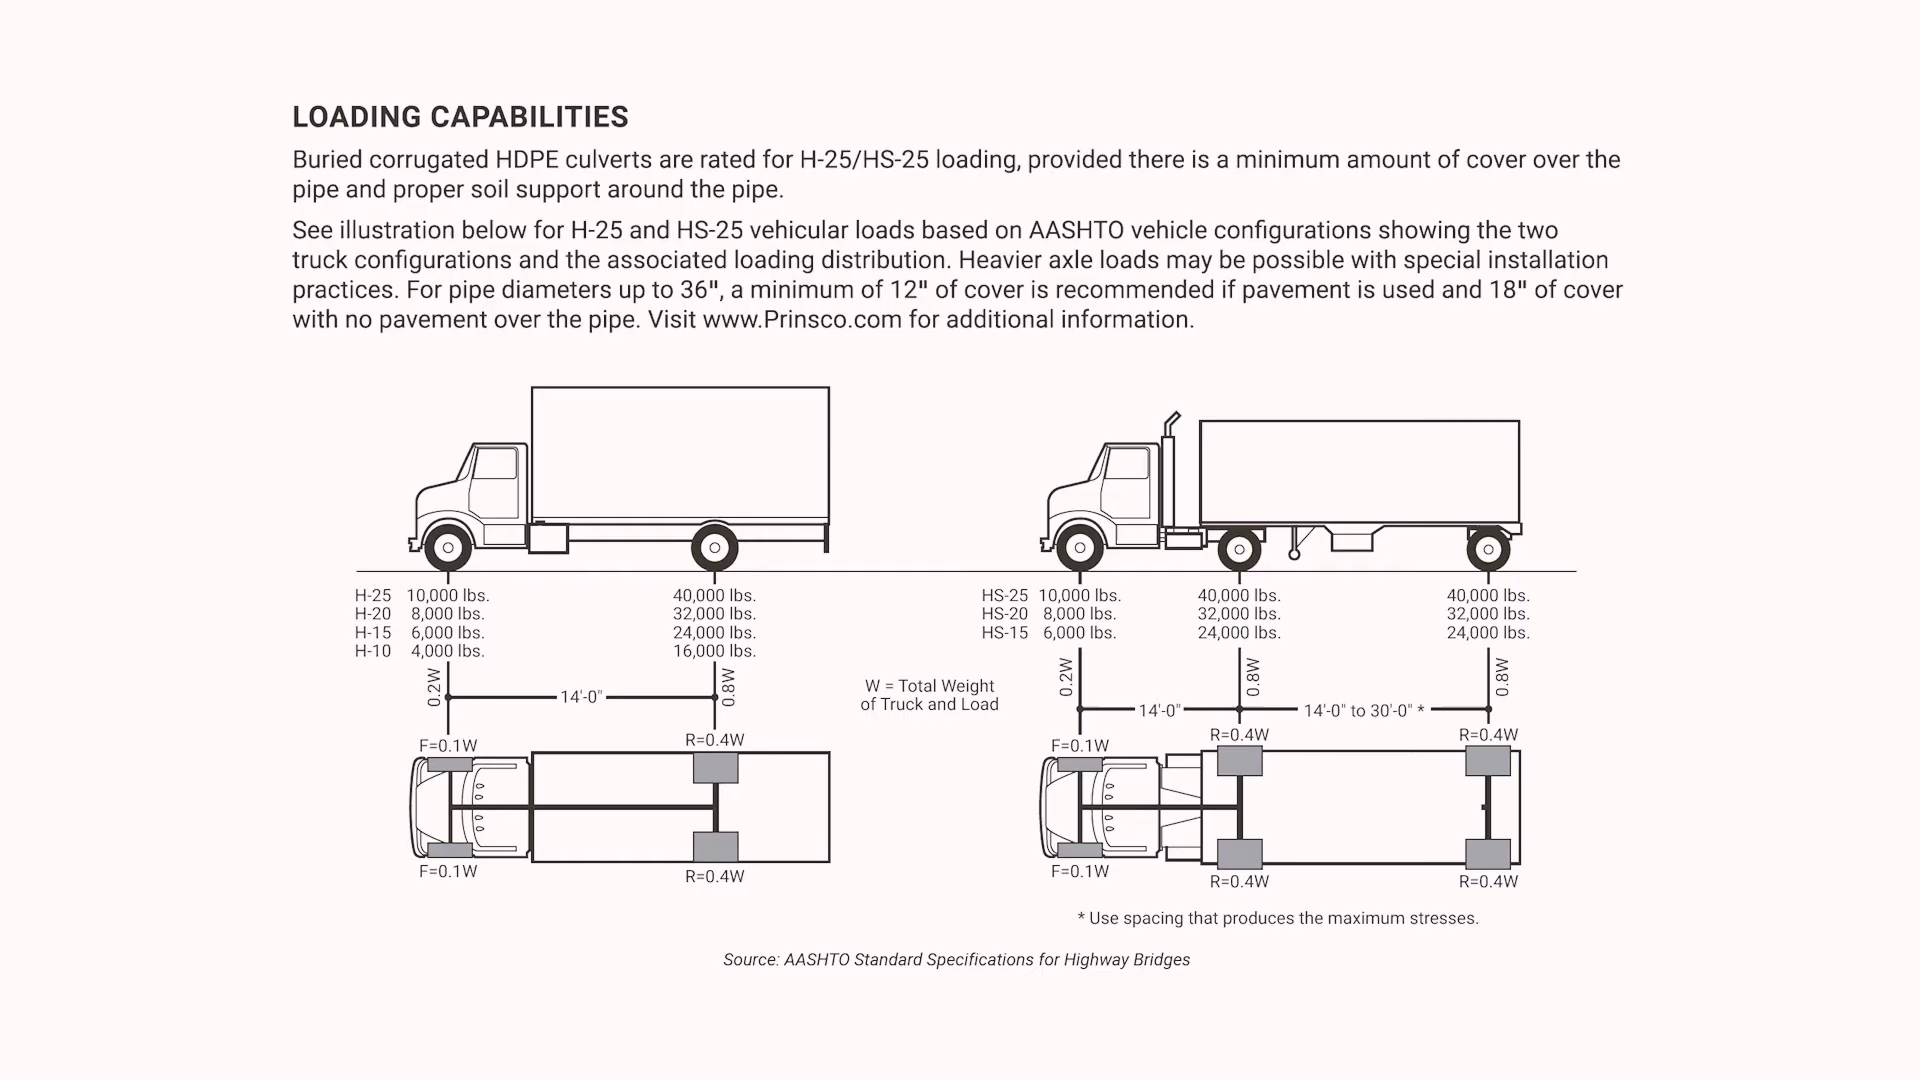 LOADING CAPABILITIES
Buried corrugated HDPE culverts are rated for H-25/HS-25 loading, provided there is a minimum amount of cover over the
pipe and proper soil support around the pipe.
See illustration below for H-25 and HS-25 vehicular loads based on AASHTO vehicle configurations showing the two
truck configurations and the associated loading distribution. Heavier axle loads may be possible with special installation
practices. For pipe diameters up to 36", a minimum of 12" of cover is recommended if pavement is used and 18" of cover
with no pavement over the pipe. Visit www.Prinsco.com for additional information.
H-25 10,000 lbs. 40,000 lbs.
H-20 8,000 lbs. 32,000 lbs.
H-15 6,000 lbs. 24,000 lbs.
H-10 4,000 lbs. 16,000 lbs.
0.2W
14'-0"
0.8W
F=0.1W
R=0.4W
F=0.1W
R=0.4W
W = Total Weight
of Truck and Load
HS-25 10,000 lbs. 40,000 lbs. 40,000 lbs.
HS-20 8,000 lbs. 32,000 lbs. 32,000 lbs.
HS-15 6,000 lbs. 24,000 lbs. 24,000 lbs.
0.2W
0.8W
0.8W
14'-0"
14'-0" to 30'-0" *
F=0.1W
R=0.4W
R=0.4W
F=0.1W
R=0.4W
R=0.4W
* Use spacing that produces the maximum stresses.
Source: AASHTO Standard Specifications for Highway Bridges